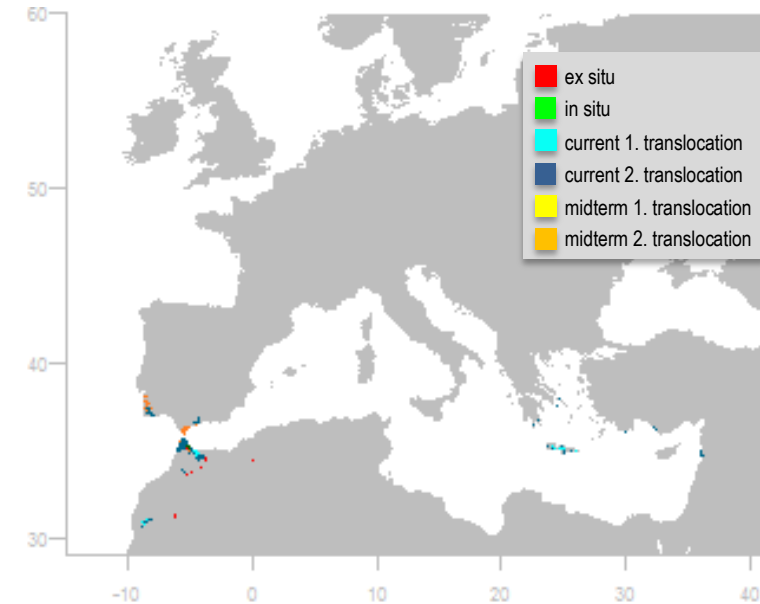 60
50
40
30
-10
0
10
20
30
40
ex situ
in situ
current 1. translocation
current 2. translocation
midterm 1. translocation
midterm 2. translocation